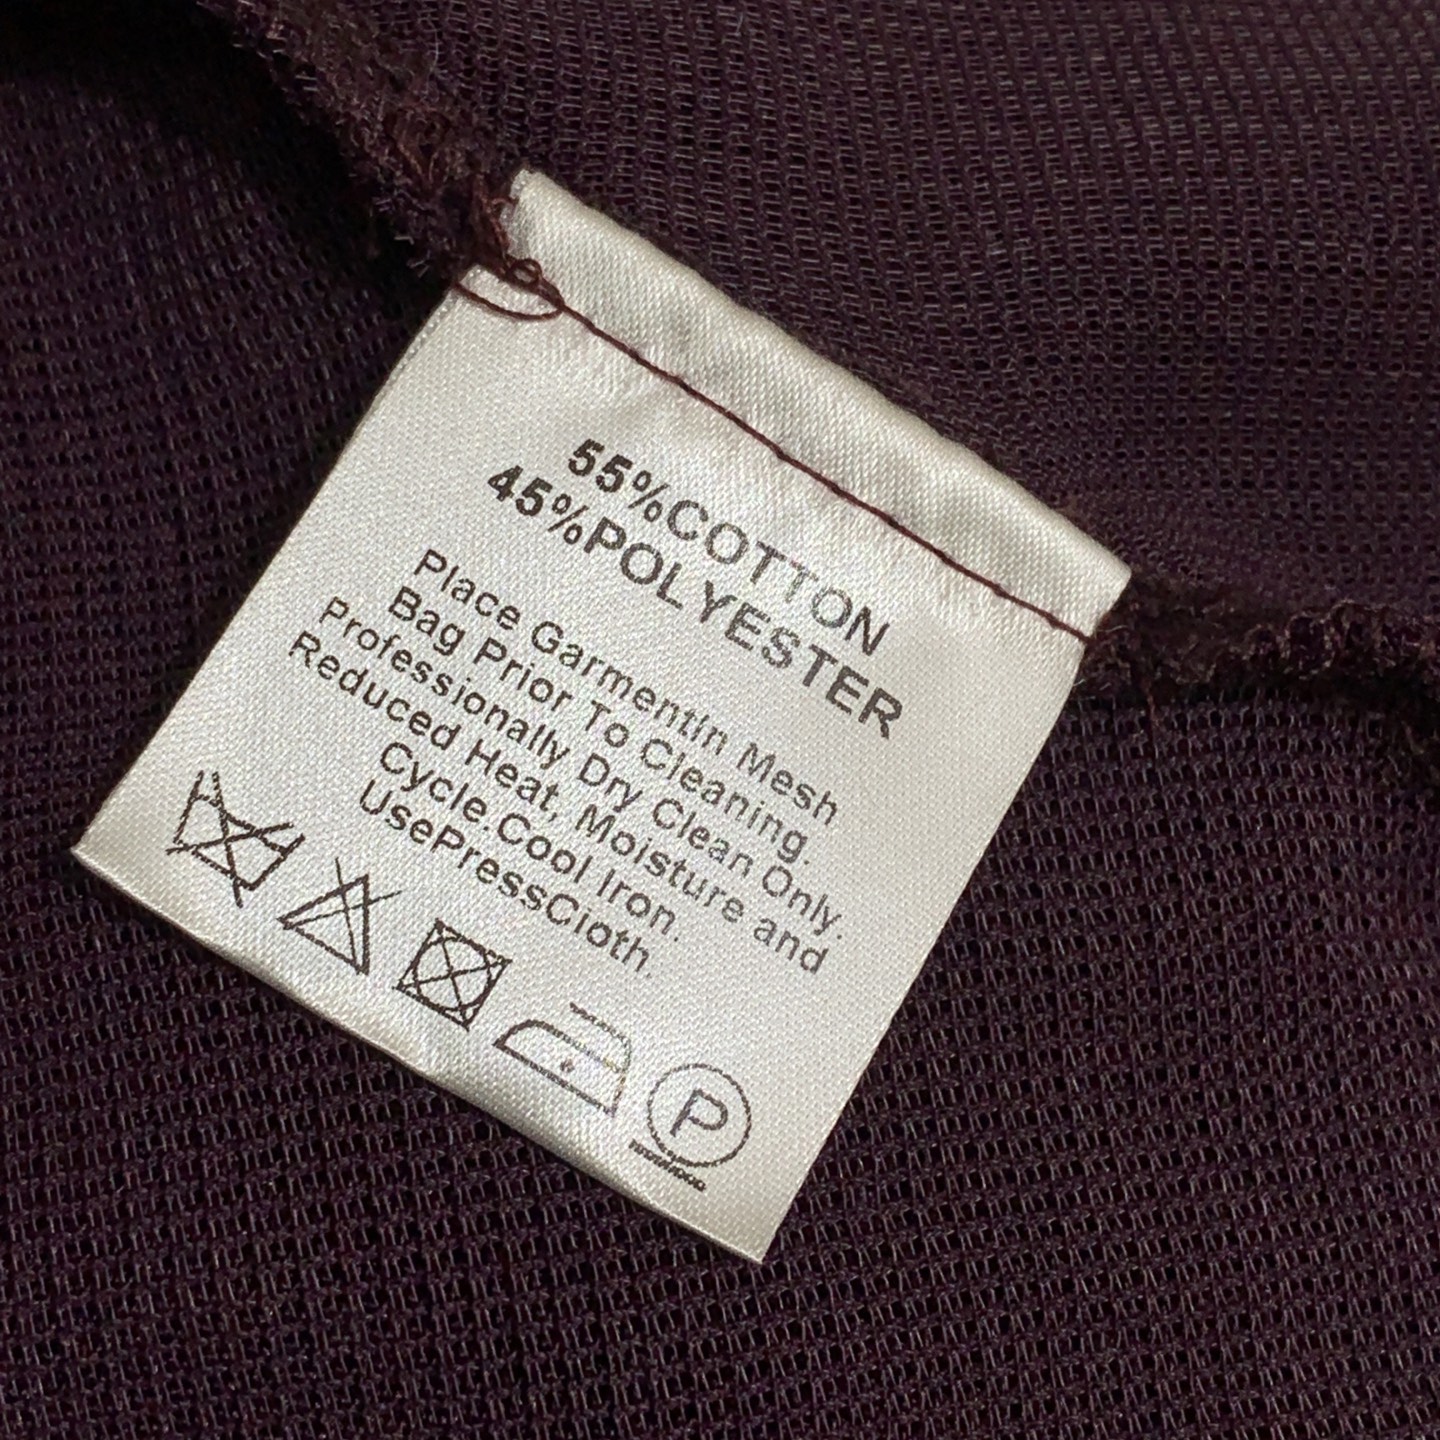 55%COTTON
45%POLYESTER
Place Garmentin Mesh
Bag Prior To Cleaning.
Professionally Dry Clean Only.
Reduced Heat, Moisture and
Cycle.Cool Iron.
UsePressCloth.
P